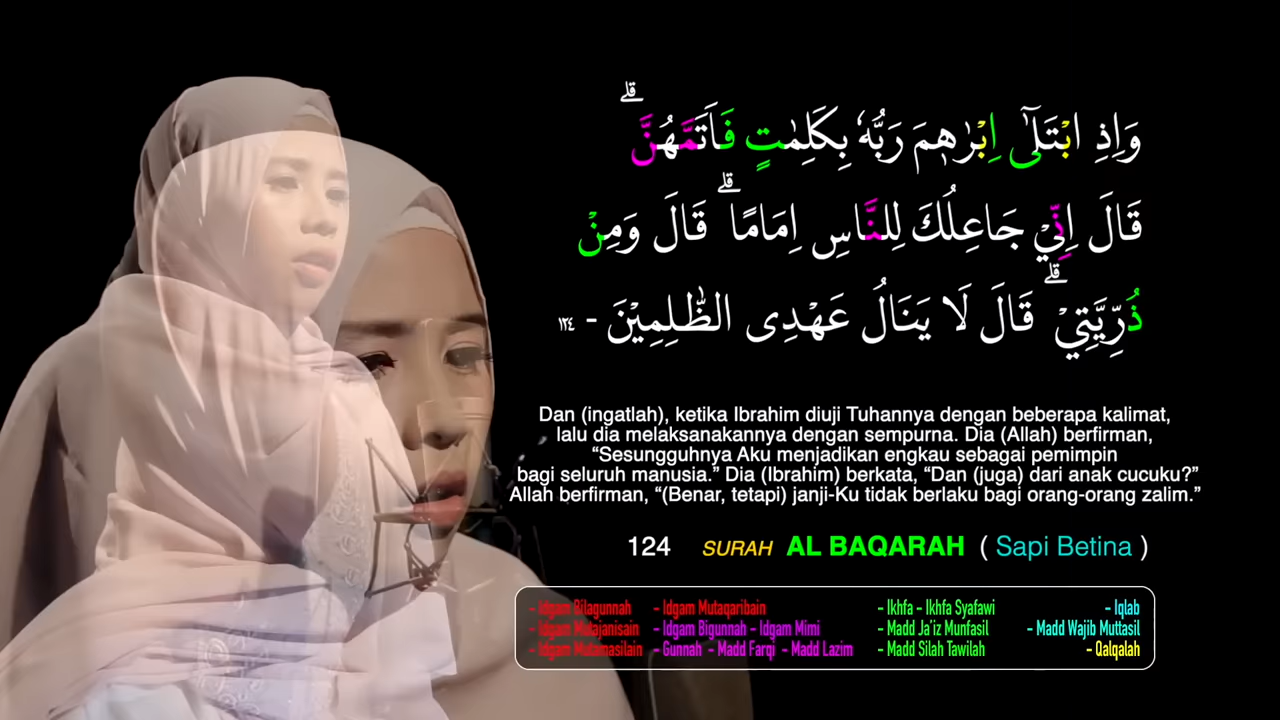 وَاِذِ ابْتَلٰٓى اِبْرٰهٖمَ رَبُّهٗ بِكَلِمٰتٍ فَاَتَمَّهُنَّ ۗ
قَالَ اِنِّيْ جَاعِلُكَ لِلنَّاسِ اِمَامًا ۗ قَالَ وَمِنْ
ذُرِّيَّتِيْ ۗ قَالَ لَا يَنَالُ عَهْدِى الظّٰلِمِيْنَ - ١٢٤
Dan (ingatlah), ketika Ibrahim diuji Tuhannya dengan beberapa kalimat,
lalu dia melaksanakannya dengan sempurna. Dia (Allah) berfirman,
“Sesungguhnya Aku menjadikan engkau sebagai pemimpin
bagi seluruh manusia.” Dia (Ibrahim) berkata, “Dan (juga) dari anak cucuku?”
Allah berfirman, “(Benar, tetapi) janji-Ku tidak berlaku bagi orang-orang zalim.”
124 SURAH AL BAQARAH ( Sapi Betina )
- Idgam Bilagunnah - Idgam Mutaqaribain - Ikhfa - Ikhfa Syafawi - Iqlab
- Idgam Mutajanisain - Idgam Bigunnah - Idgam Mimi - Madd Ja'iz Munfasil - Madd Wajib Muttasil
- Idgam Mutamasilain - Gunnah - Madd Farqi - Madd Lazim - Madd Silah Tawilah - Qalqalah